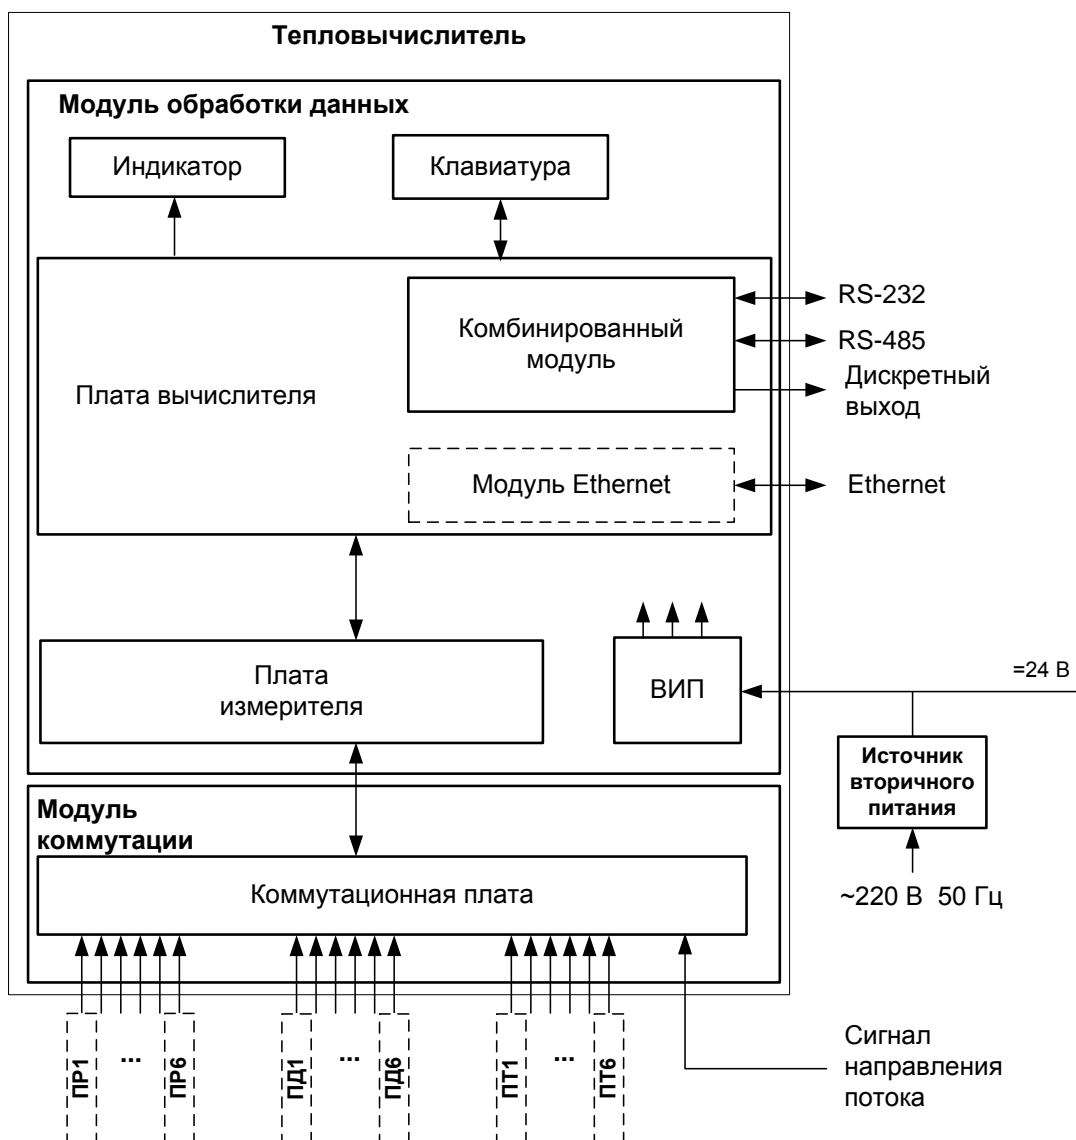 Тепловычислитель
Модуль обработки данных
Индикатор
Клавиатура
Комбинированный
модуль
RS-232
RS-485
Дискретный
выход
Плата вычислителя
Модуль Ethernet
Ethernet
Плата
измерителя
ВИП
=24 В
Источник
вторичного
питания
~220 В 50 Гц
Модуль
коммутации
Коммутационная плата
ПР1
...
ПР6
ПД1
...
ПД6
ПТ1
...
ПТ6
Сигнал
направления
потока